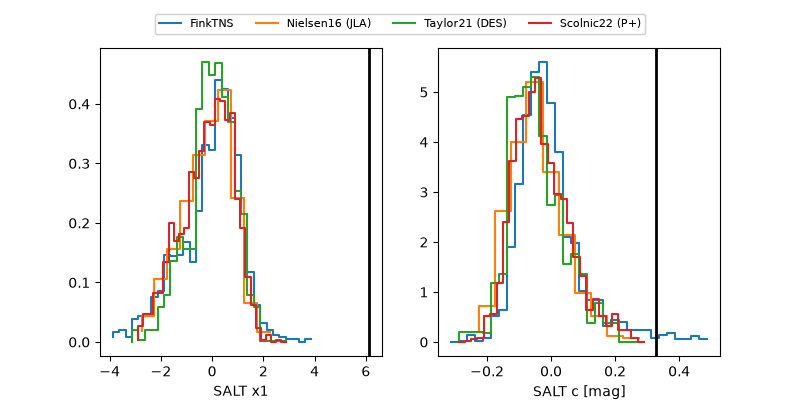 FinkTNS Nielsen16 (JLA) Taylor21 (DES) Scolnic22 (P+)
0.4
0.3
0.2
0.1
0.0
−4 −2 0 2 4 6
SALT x1
5
4
3
2
1
0
−0.2 0.0 0.2 0.4
SALT c [mag]